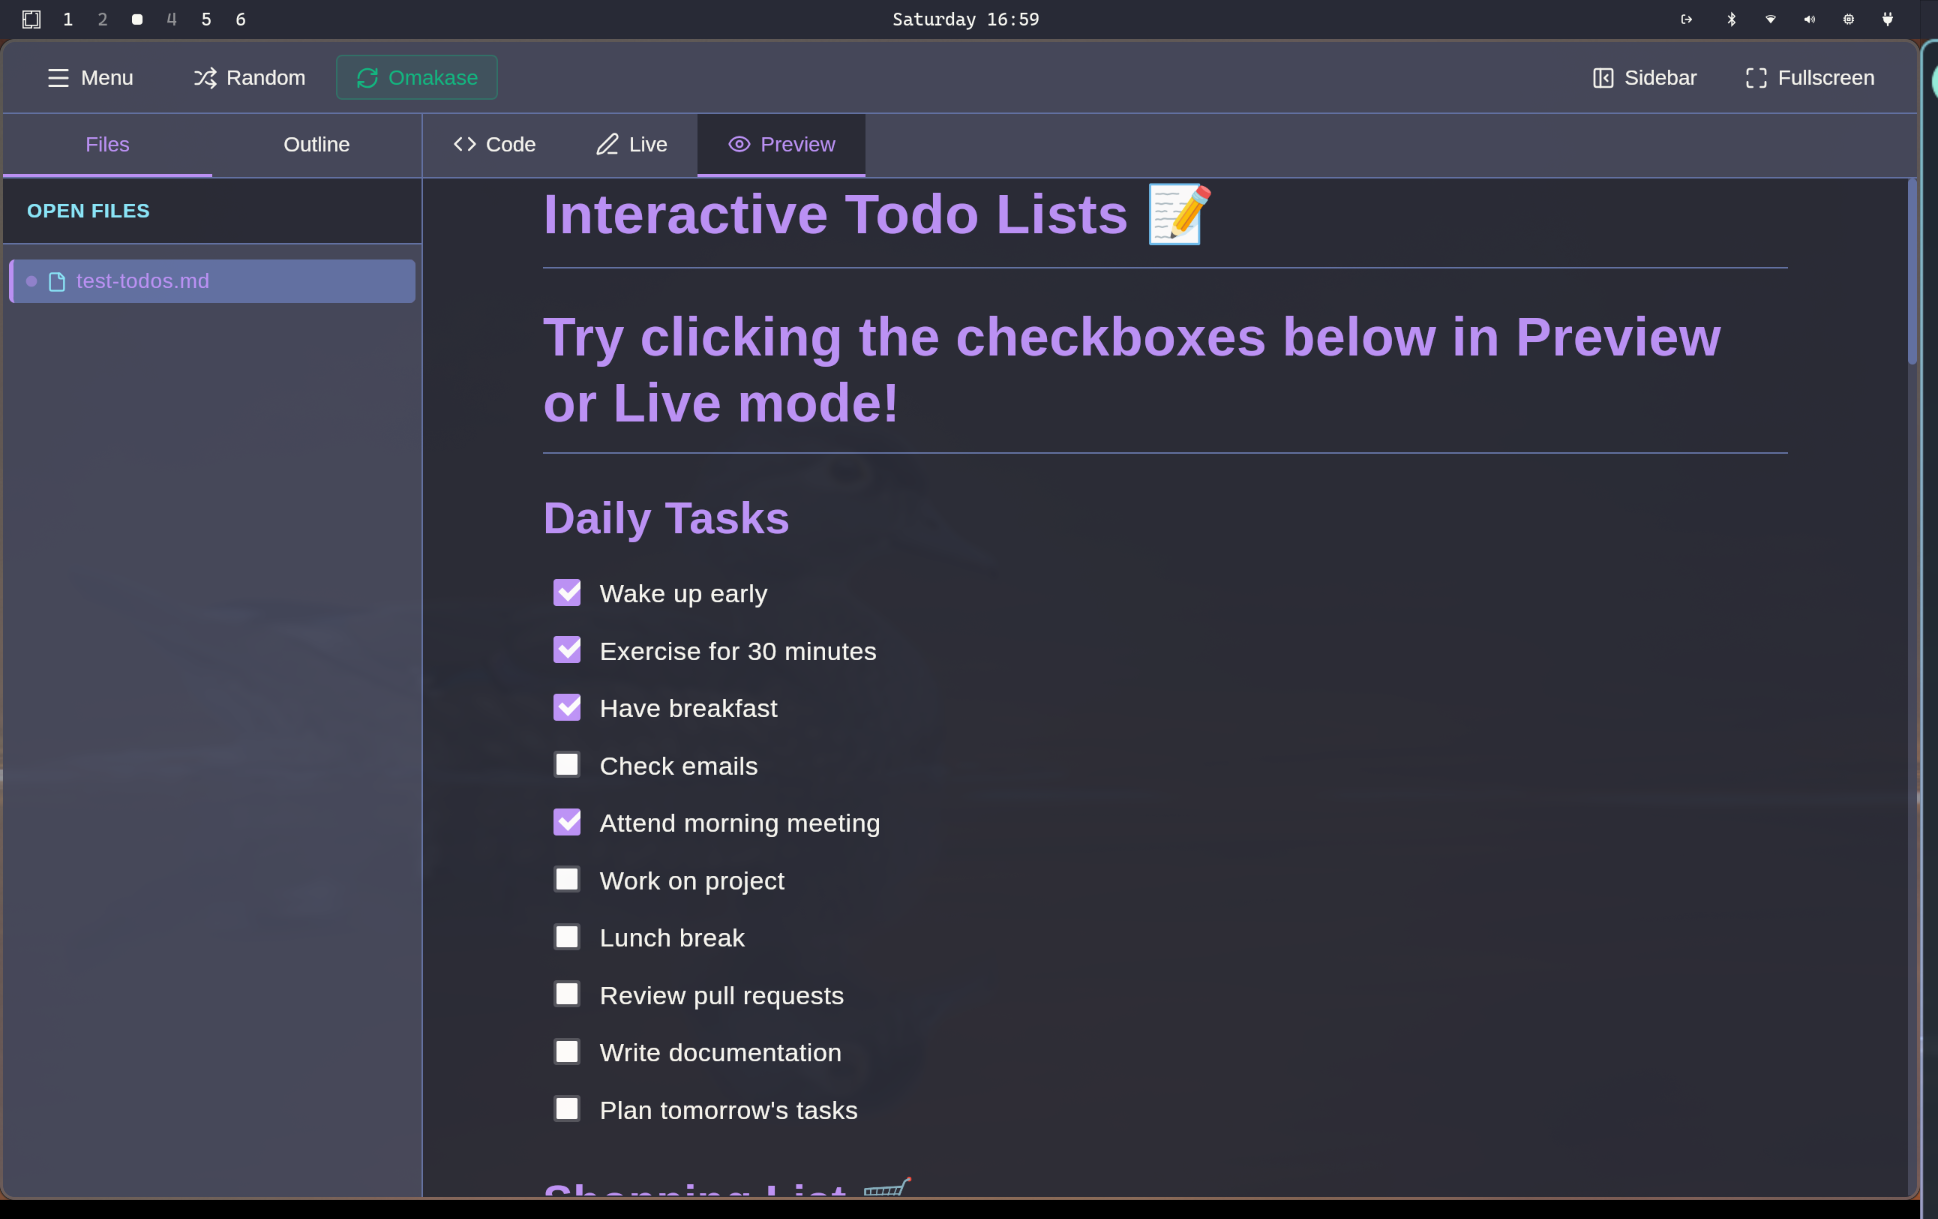 1 2 4 5 6
Saturday 16:59
Menu Random Omakase Sidebar Fullscreen
Files Outline Code Live Preview
OPEN FILES
test-todos.md
Interactive Todo Lists 📝
Try clicking the checkboxes below in Preview
or Live mode!
Daily Tasks
Wake up early
Exercise for 30 minutes
Have breakfast
Check emails
Attend morning meeting
Work on project
Lunch break
Review pull requests
Write documentation
Plan tomorrow's tasks
Shopping List 🛒